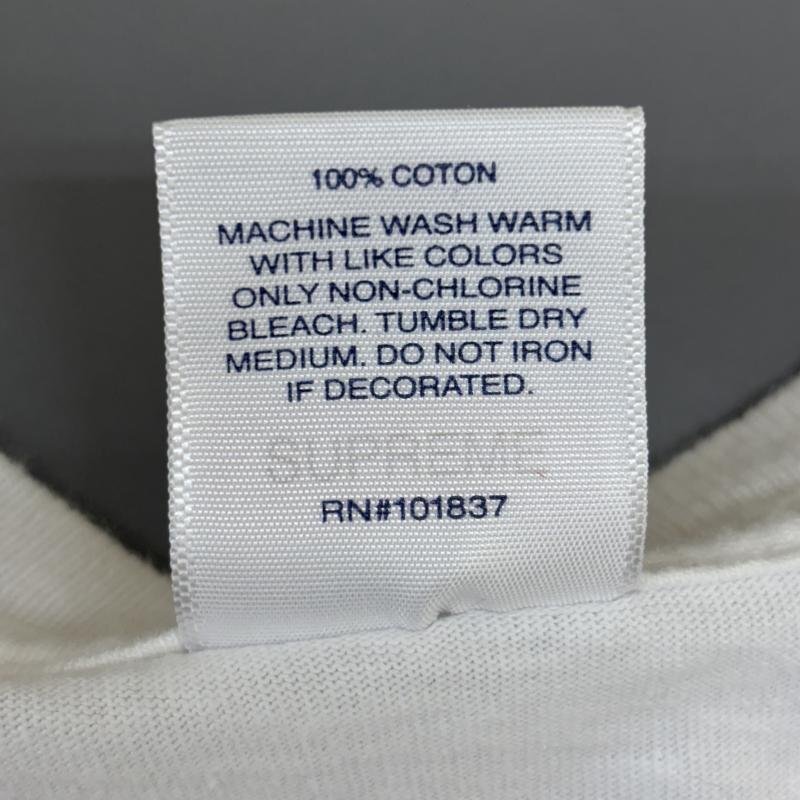 100% COTON
MACHINE WASH WARM
WITH LIKE COLORS
ONLY NON-CHLORINE
BLEACH. TUMBLE DRY
MEDIUM. DO NOT IRON
IF DECORATED.
SUPREME
RN#101837